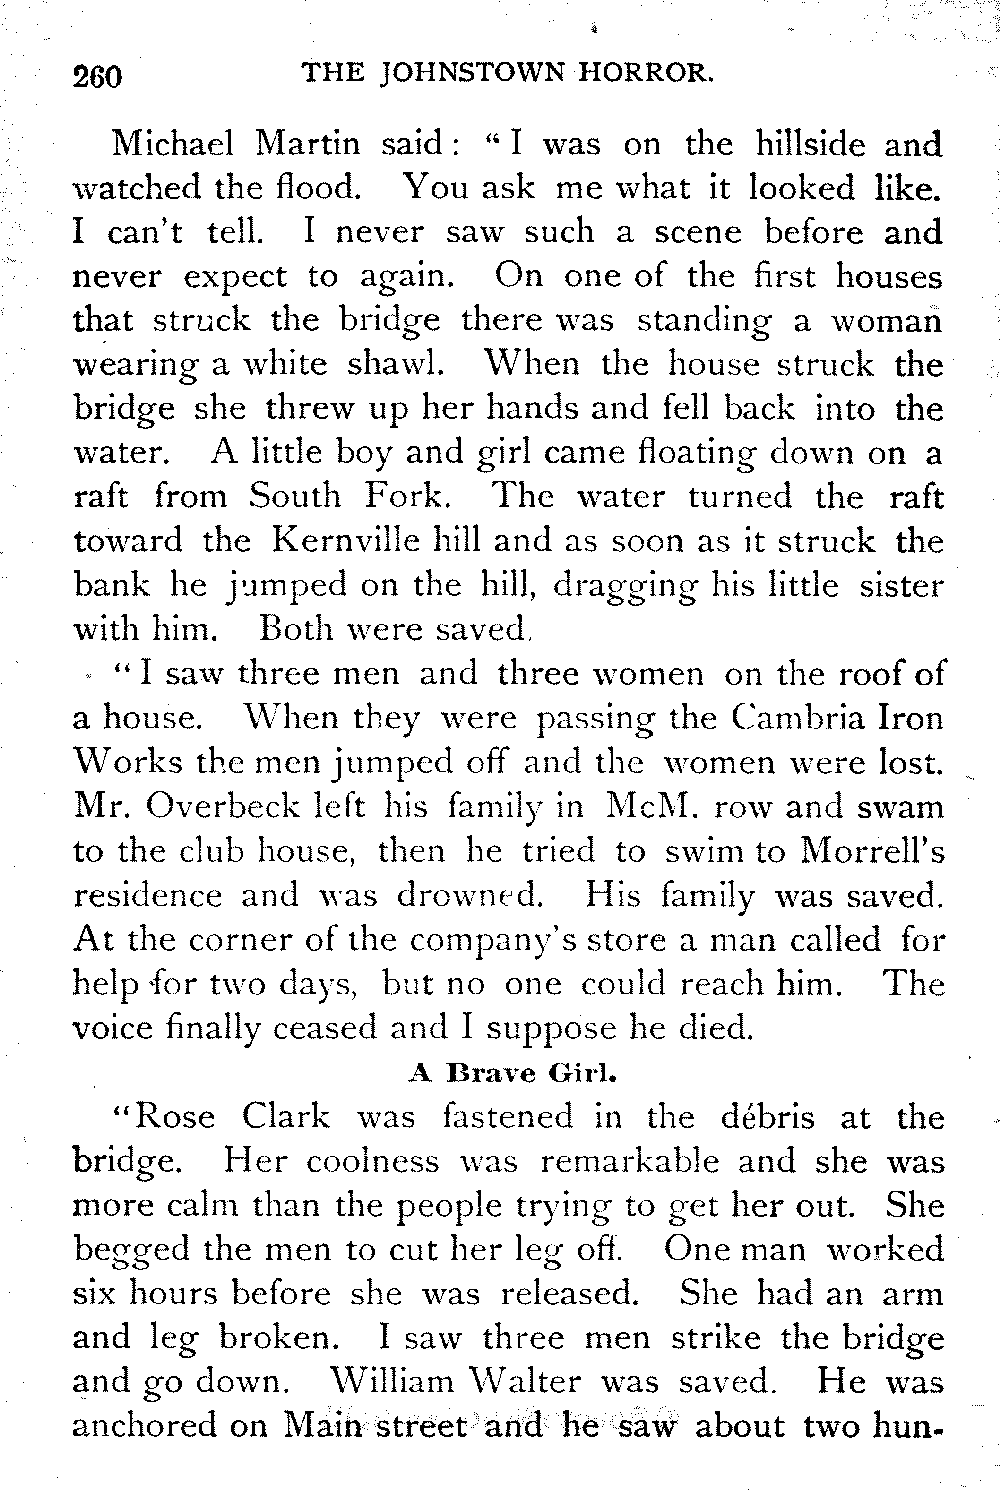 260 THE JOHNSTOWN HORROR.
Michael Martin said: "I was on the hillside and
watched the flood. You ask me what it looked like.
I can't tell. I never saw such a scene before and
never expect to again. On one of the first houses
that struck the bridge there was standing a woman
wearing a white shawl. When the house struck the
bridge she threw up her hands and fell back into the
water. A little boy and girl came floating down on a
raft from South Fork. The water turned the raft
toward the Kernville hill and as soon as it struck the
bank he jumped on the hill, dragging his little sister
with him. Both were saved.
"I saw three men and three women on the roof of
a house. When they were passing the Cambria Iron
Works the men jumped off and the women were lost.
Mr. Overbeck left his family in McM. row and swam
to the club house, then he tried to swim to Morrell's
residence and was drowned. His family was saved.
At the corner of the company's store a man called for
help for two days, but no one could reach him. The
voice finally ceased and I suppose he died.
A Brave Girl.
"Rose Clark was fastened in the débris at the
bridge. Her coolness was remarkable and she was
more calm than the people trying to get her out. She
begged the men to cut her leg off. One man worked
six hours before she was released. She had an arm
and leg broken. I saw three men strike the bridge
and go down. William Walter was saved. He was
anchored on Main street and he saw about two hun-